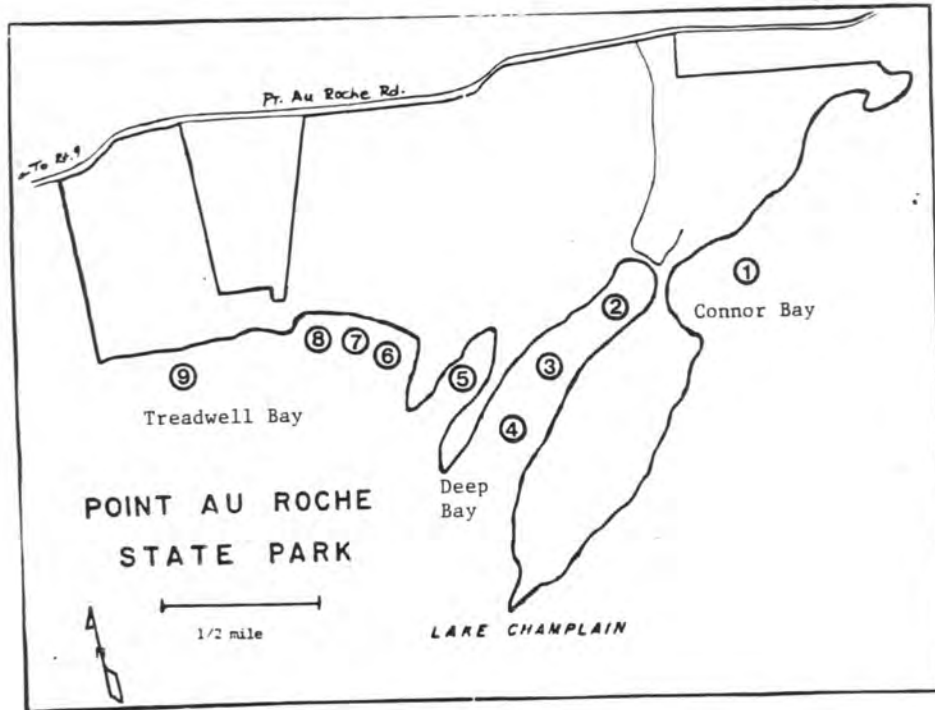 Pt. Au Roche Rd.
← To Rt. 9
①
Connor Bay
②
③
④
⑤
⑥
⑦
⑧
⑨
Treadwell Bay
Deep
Bay
POINT AU ROCHE
STATE PARK
1/2 mile
N
LAKE CHAMPLAIN